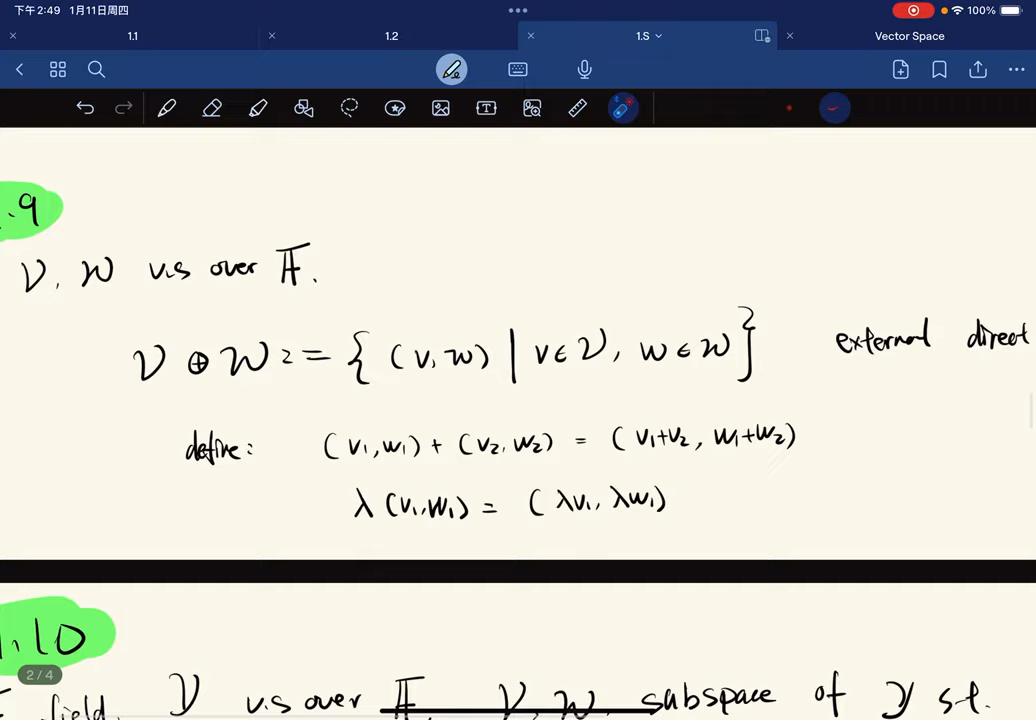 下午 2:49 1月11日周四
100%
1.1
1.2
1.S
Vector Space
.9
V, W v.s over 𝔽.
V ⊕ W := { (v, w) | v ∈ V, w ∈ W }
external direct
define: (v₁, w₁) + (v₂, w₂) = (v₁+v₂, w₁+w₂)
λ (v₁, w₁) = (λv₁, λw₁)
1.10
2 / 4
field, V v.s over 𝔽 V, W subspace of V s.t.